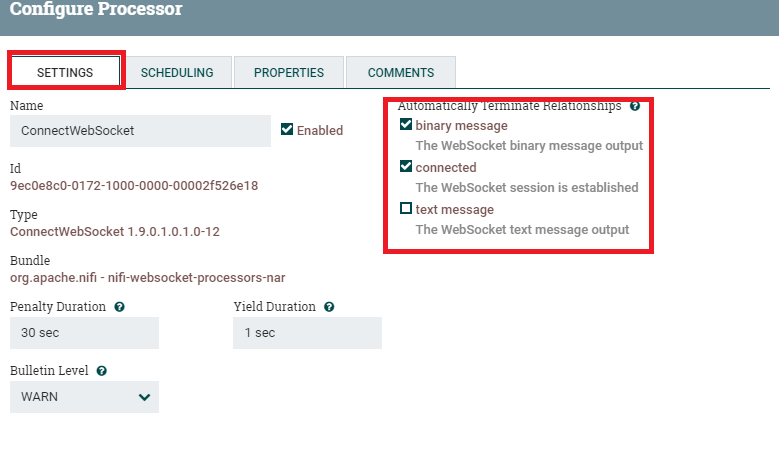 Configure Processor
SETTINGS
SCHEDULING
PROPERTIES
COMMENTS
Name
ConnectWebSocket
Enabled
Id
9ec0e8c0-0172-1000-0000-00002f526e18
Type
ConnectWebSocket 1.9.0.1.0.1.0-12
Bundle
org.apache.nifi - nifi-websocket-processors-nar
Penalty Duration
30 sec
Yield Duration
1 sec
Bulletin Level
WARN
Automatically Terminate Relationships
binary message
The WebSocket binary message output
connected
The WebSocket session is established
text message
The WebSocket text message output